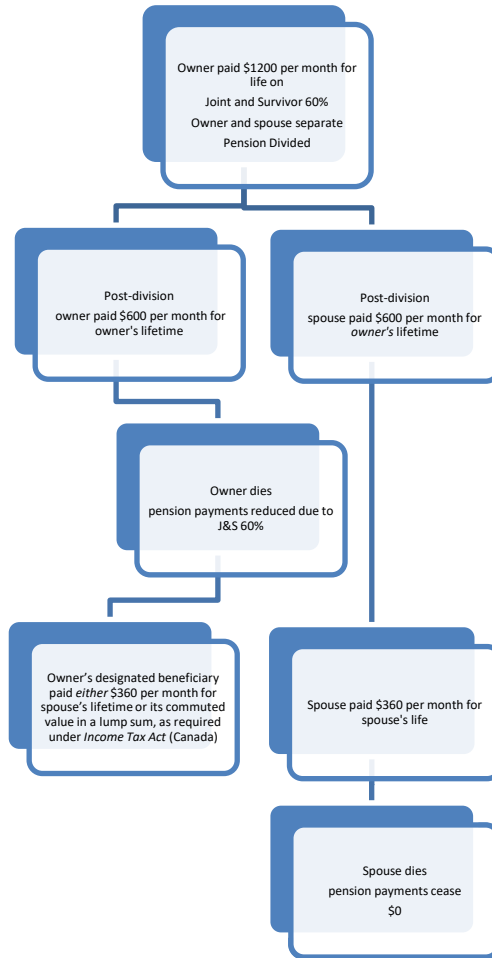 Owner paid $1200 per month for
life on
Joint and Survivor 60%
Owner and spouse separate
Pension Divided
Post-division
owner paid $600 per month for
owner's lifetime
Post-division
spouse paid $600 per month for
owner's lifetime
Owner dies
pension payments reduced due to
J&S 60%
Owner’s designated beneficiary
paid either $360 per month for
spouse’s lifetime or its commuted
value in a lump sum, as required
under Income Tax Act (Canada)
Spouse paid $360 per month for
spouse's life
Spouse dies
pension payments cease
$0